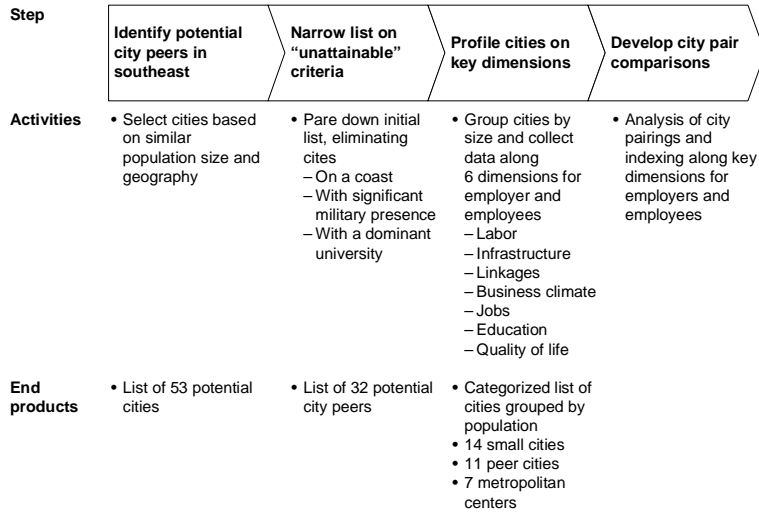 Step
Identify potential
city peers in
southeast
Narrow list on
“unattainable”
criteria
Profile cities on
key dimensions
Develop city pair
comparisons
Activities
• Select cities based
on similar
population size and
geography
• Pare down initial
list, eliminating
cites
– On a coast
– With significant
military presence
– With a dominant
university
• Group cities by
size and collect
data along
6 dimensions for
employer and
employees
– Labor
– Infrastructure
– Linkages
– Business climate
– Jobs
– Education
– Quality of life
• Analysis of city
pairings and
indexing along key
dimensions for
employers and
employees
End
products
• List of 53 potential
cities
• List of 32 potential
city peers
• Categorized list of
cities grouped by
population
• 14 small cities
• 11 peer cities
• 7 metropolitan
centers